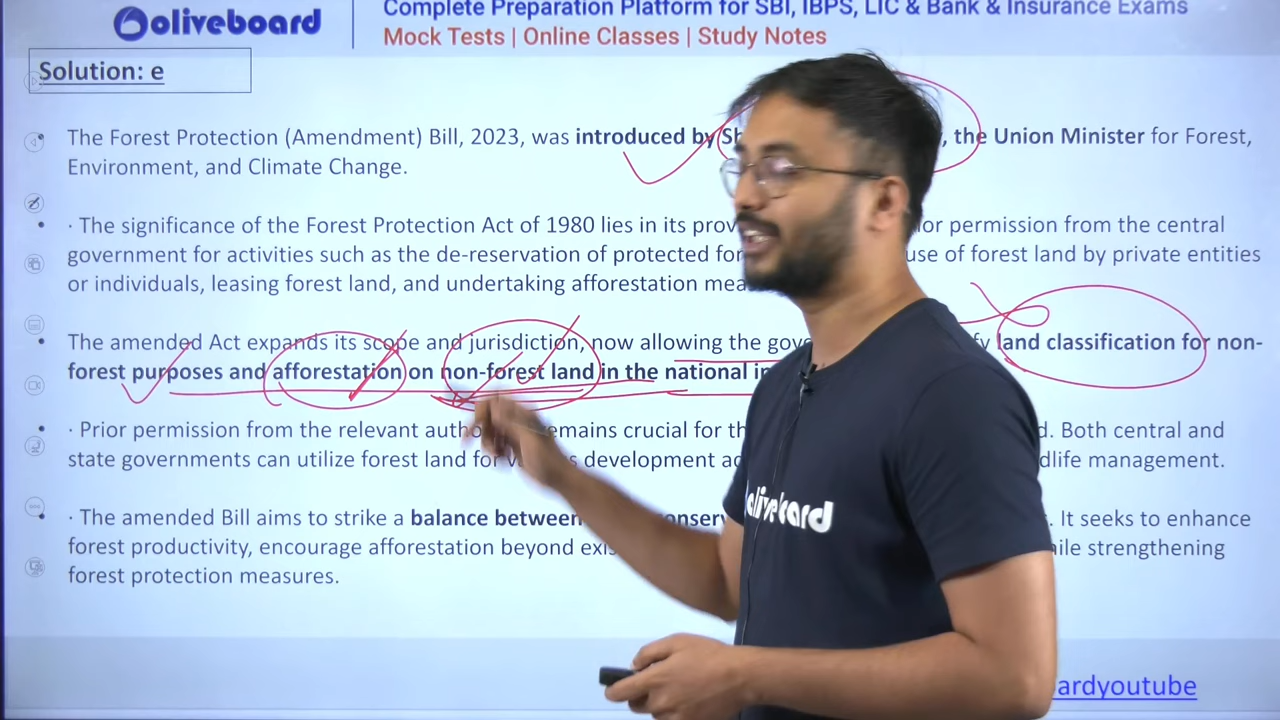 oliveboard
Complete Preparation Platform for SBI, IBPS, LIC & Bank & Insurance Exams
Mock Tests | Online Classes | Study Notes
Solution: e
• The Forest Protection (Amendment) Bill, 2023, was introduced by , the Union Minister for Forest,
Environment, and Climate Change.
• · The significance of the Forest Protection Act of 1980 lies in its permission from the central
government for activities such as the de-reservation of protected use of forest land by private entities
or individuals, leasing forest land, and undertaking afforestation
• The amended Act expands its scope and jurisdiction, now allowing the land classification for non-
forest purposes and afforestation on non-forest land in the national
• · Prior permission from the relevant remains crucial for Both central and
state governments can utilize forest land for development management.
• · The amended Bill aims to strike a balance between . It seeks to enhance
forest productivity, encourage afforestation beyond strengthening
forest protection measures.
oliveboard
ardyoutube